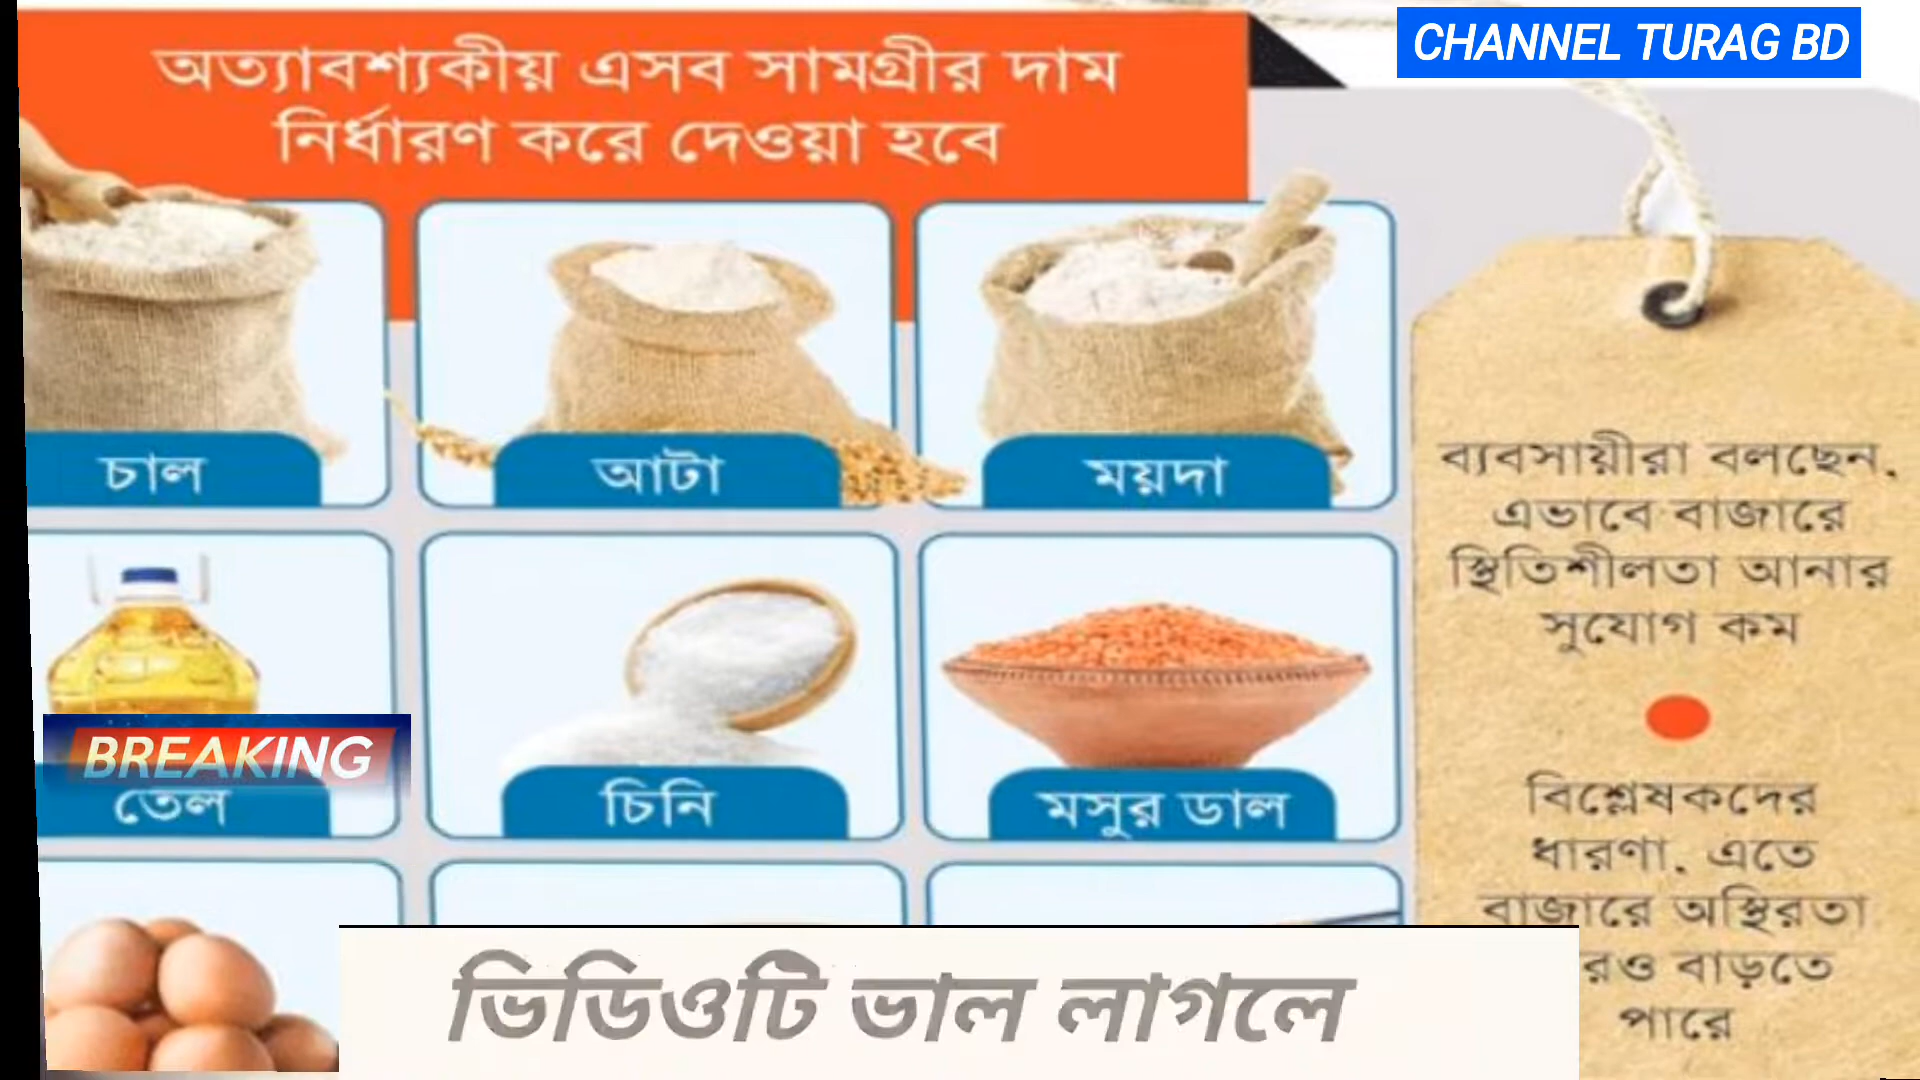 CHANNEL TURAG BD
অত্যাবশ্যকীয় এসব সামগ্রীর দাম
নির্ধারণ করে দেওয়া হবে
চাল
আটা
ময়দা
BREAKING
তেল
চিনি
মসুর ডাল
ব্যবসায়ীরা বলছেন,
এভাবে বাজারে
স্থিতিশীলতা আনার
সুযোগ কম
বিশ্লেষকদের
ধারণা, এতে
বাজারে অস্থিরতা
রও বাড়তে
পারে
ভিডিওটি ভাল লাগলে